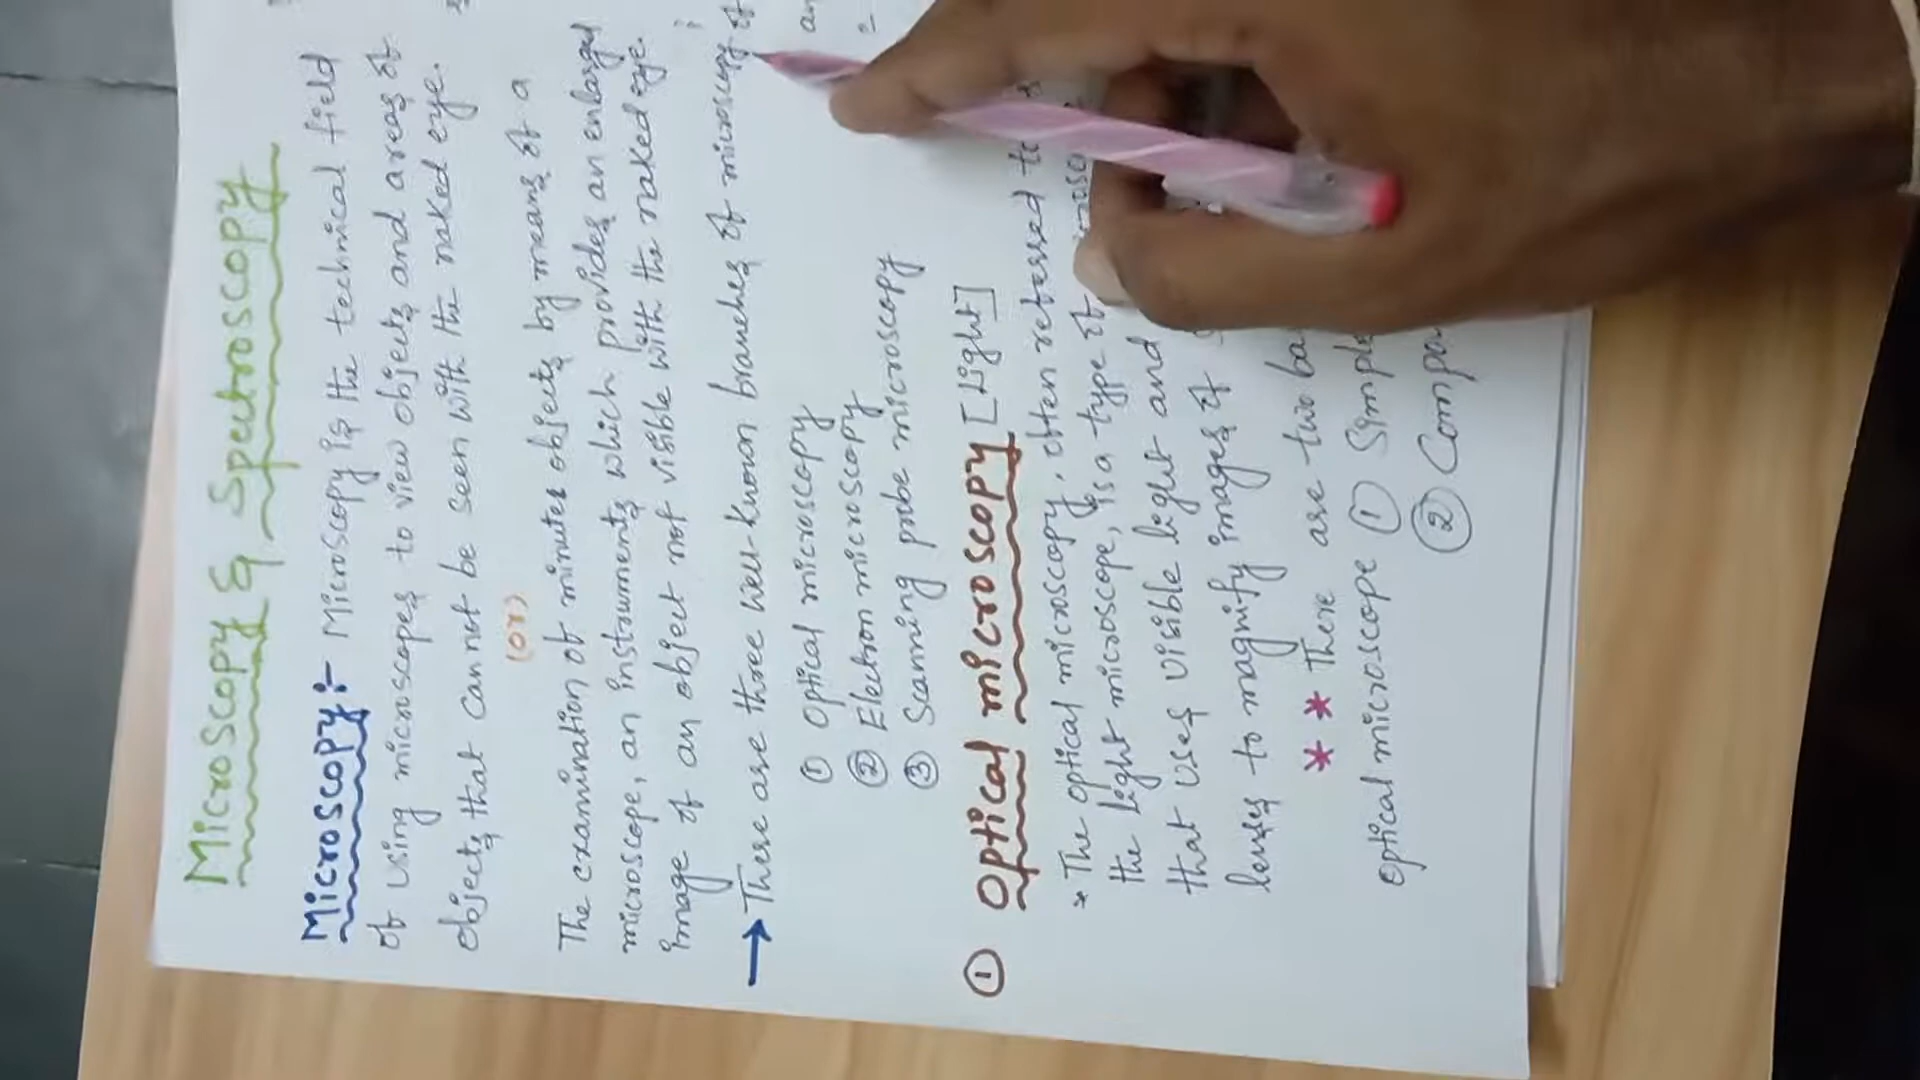 Microscopy & Spectroscopy
Microscopy :- Microscopy is the technical field
of using microscopes to view objects and areas of
objects that can not be seen with the naked eye.
(or)
The examination of minutes objects by means of a
microscope, an instruments which provides an enlarged
image of an object not visible with the naked eye.
→ There are three well-known branches of microscopy
① Optical microscopy
② Electron microscopy
③ Scanning probe microscopy
① Optical microscopy [Light]
* The optical microscopy, often referred to
the light microscope, is a type of
that uses visible light and
lenses to magnify images of
** There are two
optical microscope ①
②